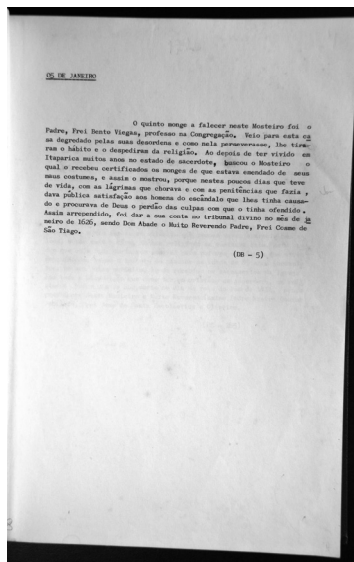 05 DE JANEIRO
O quinto monge a falecer neste Mosteiro foi o
Padre, Frei Bento Viegas, professo na Congregação. Veio para esta ca
sa degredado pelas suas desordens e como nela perseverasse, lhe tira-
ram o hábito e o despediram da religião. Ao depois de ter vivido em
Itaparica muitos anos no estado de sacerdote, buscou o Mosteiro o
qual o recebeu certificados os monges de que estava emendado de seus
maus costumes, e assim o mostrou, porque nestes poucos dias que teve
de vida, com as lágrimas que chorava e com as penitências que fazia,
dava pública satisfação aos homens do escândalo que lhes tinha causa-
do e procurava de Deus o perdão das culpas com que o tinha ofendido.
Assim arrependido, foi dar a sua conta no tribunal divino no mês de ja
neiro de 1626, sendo Dom Abade o Muito Reverendo Padre, Frei Cosme de
São Tiago.
(DB - 5)